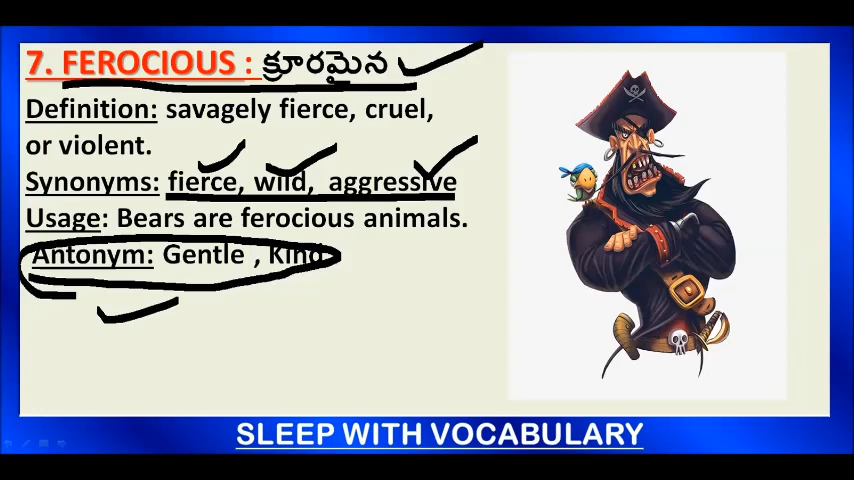 7. FEROCIOUS : క్రూరమైన
Definition: savagely fierce, cruel,
or violent.
Synonyms: fierce, wild, aggressive
Usage: Bears are ferocious animals.
Antonym: Gentle , Kind
SLEEP WITH VOCABULARY